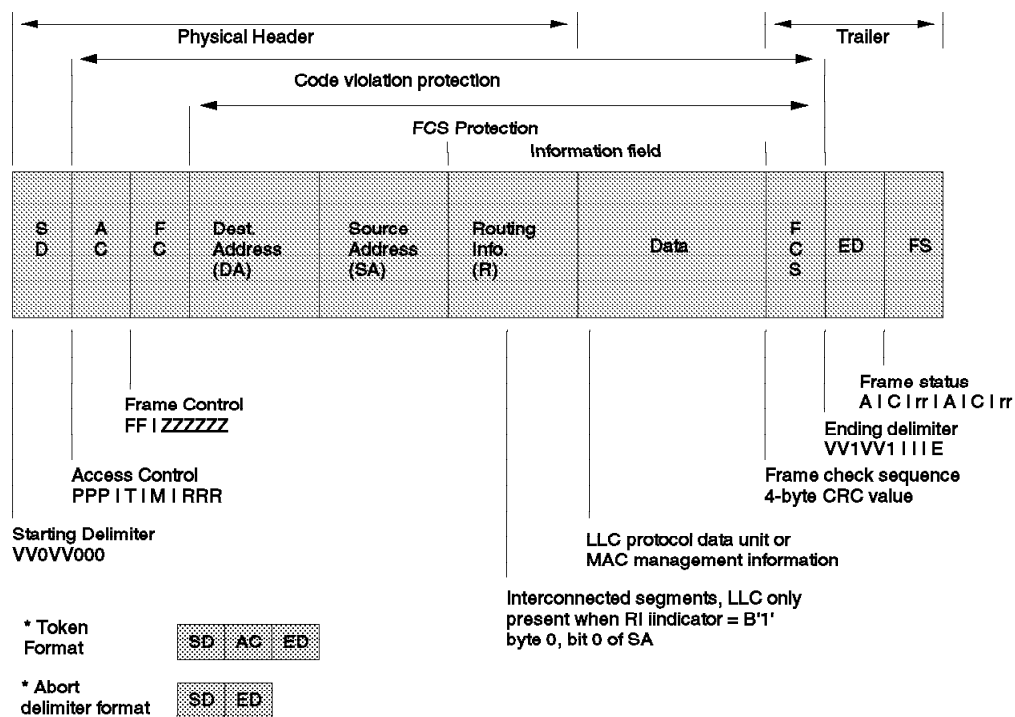 Physical Header
Trailer
Code violation protection
FCS Protection
Information field
S
D
A
C
F
C
Dest.
Address
(DA)
Source
Address
(SA)
Routing
Info.
(R)
Data
F
C
S
ED
FS
Frame status
A I C I rr I A I C I rr
Frame Control
FF I ZZZZZZ
Ending delimiter
VV1VV1 I I I E
Access Control
PPP I T I M I RRR
Frame check sequence
4-byte CRC value
Starting Delimiter
VV0VV000
LLC protocol data unit or
MAC management information
Interconnected segments, LLC only
present when RI iindicator = B'1'
byte 0, bit 0 of SA
* Token
Format
SD AC ED
* Abort
delimiter format
SD ED